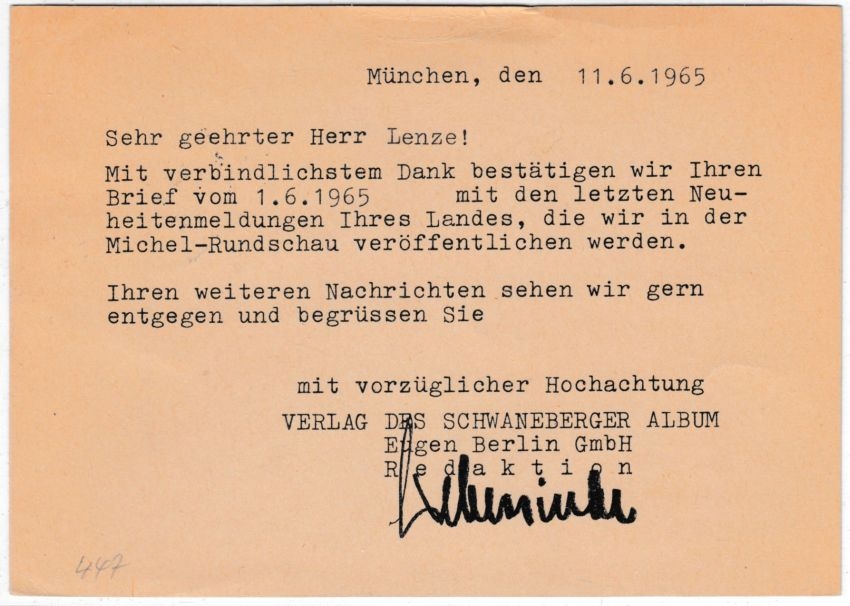 München, den 11.6.1965
Sehr geehrter Herr Lenze!
Mit verbindlichstem Dank bestätigen wir Ihren
Brief vom 1.6.1965 mit den letzten Neu-
heitenmeldungen Ihres Landes, die wir in der
Michel-Rundschau veröffentlichen werden.
Ihren weiteren Nachrichten sehen wir gern
entgegen und begrüssen Sie
mit vorzüglicher Hochachtung
VERLAG DES SCHWANEBERGER ALBUM
Eugen Berlin GmbH
R e d a k t i o n
447